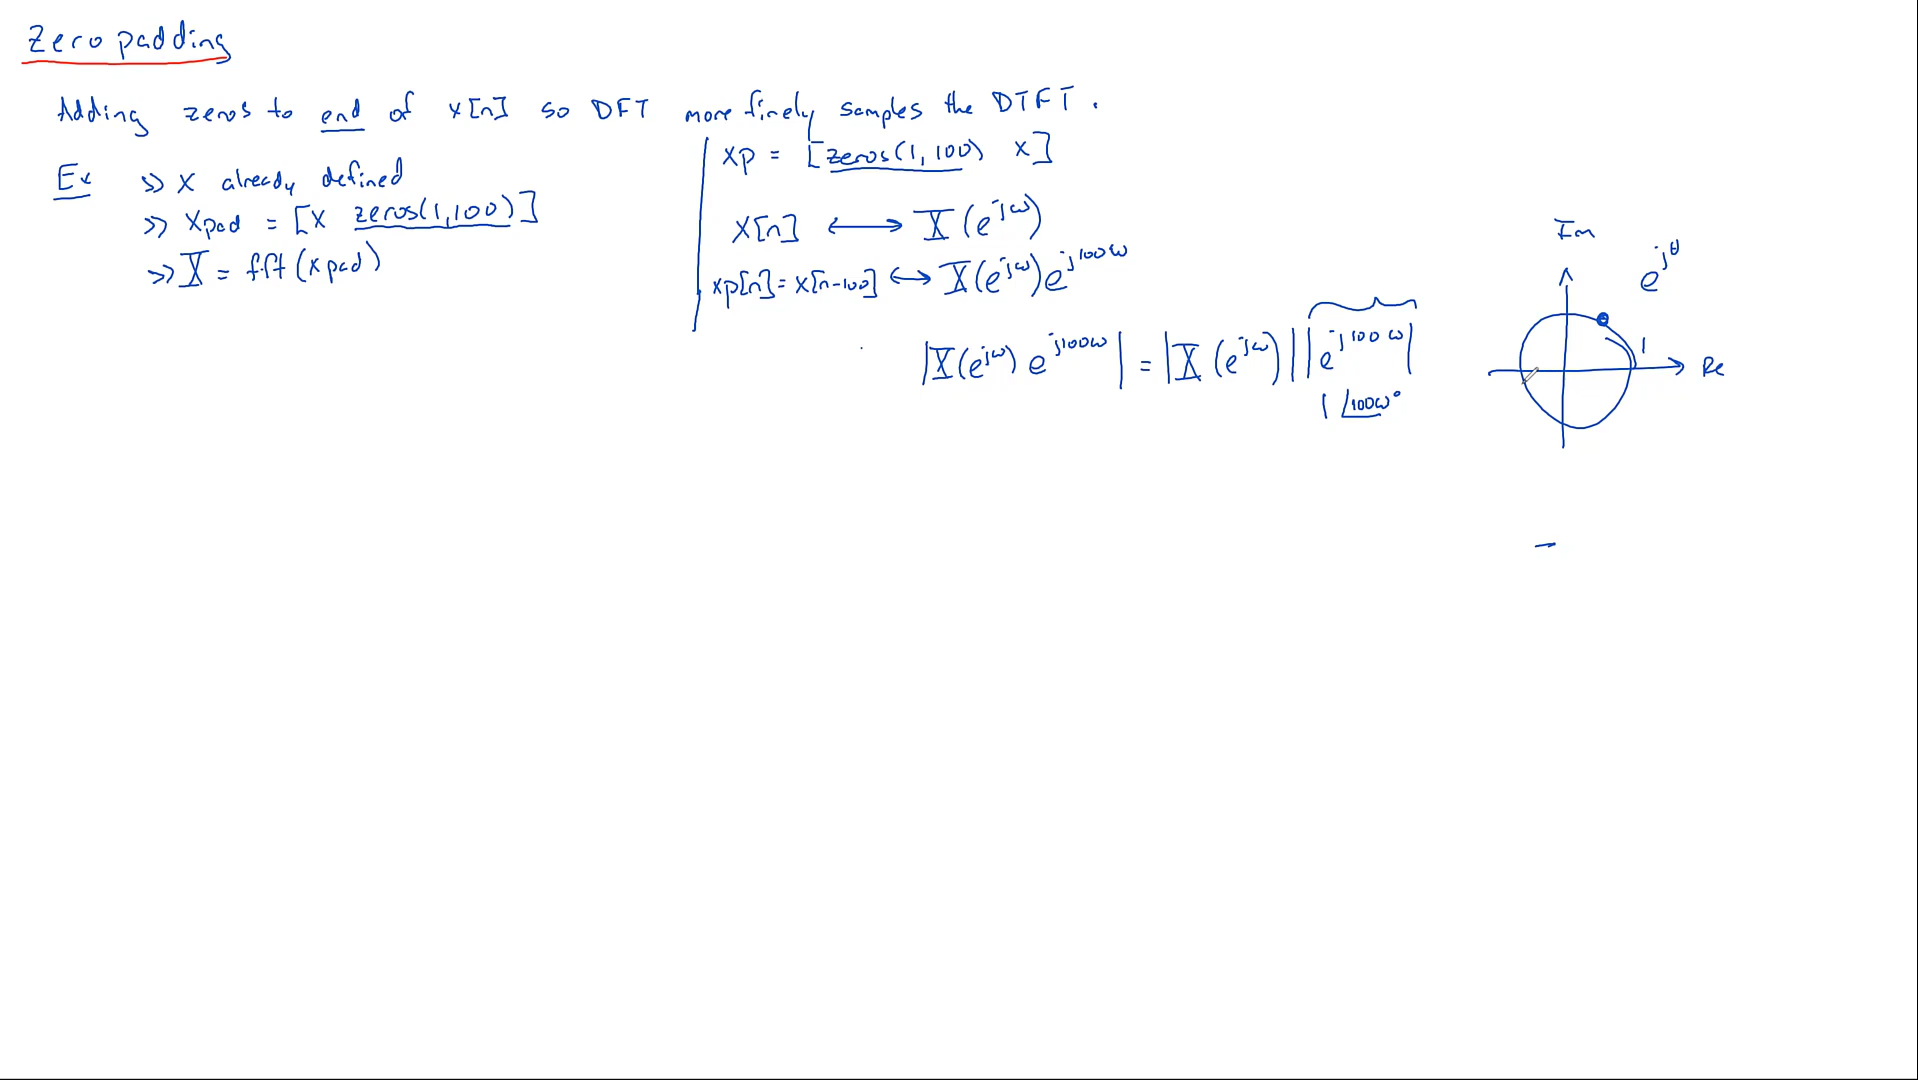 Zero padding
Adding zeros to end of x[n] so DFT more finely samples the DTFT.
Ex >> x already defined
>> xpad = [x zeros(1,100)]
>> X = fft(xpad)
xp = [zeros(1,100) x]
x[n] ↔ X(e^{jω})
xp[n] = x[n-100] ↔ X(e^{jω})e^{j100ω}
|X(e^{jω}) e^{j100ω}| = |X(e^{jω})||e^{j100ω}|
1∠100ω°
Im
e^{jθ}
1
Re